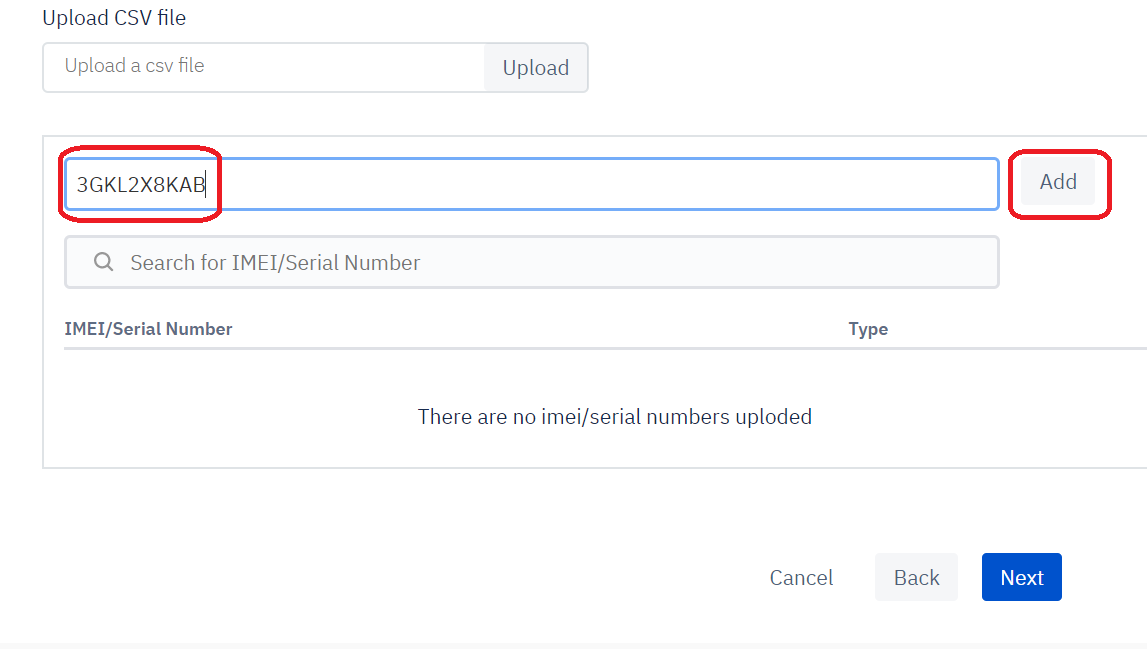 Upload CSV file
Upload a csv file
Upload
3GKL2X8KAB
Add
Search for IMEI/Serial Number
IMEI/Serial Number
Type
There are no imei/serial numbers uploded
Cancel
Back
Next